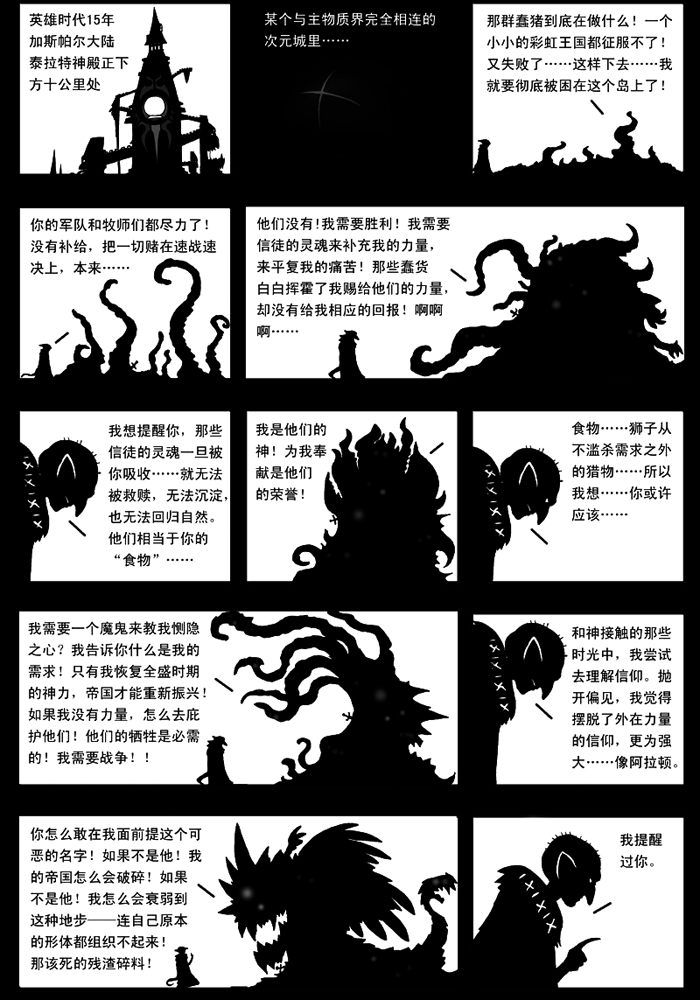 英雄时代15年
加斯帕尔大陆
泰拉特神殿正下
方十公里处
某个与主物质界完全相连的
次元城里……
那群蠢猪到底在做什么！一个
小小的彩虹王国都征服不了！
又失败了……这样下去……我
就要彻底被困在这个岛上了！
你的军队和牧师们都尽力了！
没有补给，把一切赌在速战速
决上，本来……
他们没有!我需要胜利！我需要
信徒的灵魂来补充我的力量，
来平复我的痛苦！那些蠢货
白白挥霍了我赐给他们的力量，
却没有给我相应的回报！啊啊
啊……
我想提醒你，那些
信徒的灵魂一旦被
你吸收……就无法
被救赎，无法沉淀，
也无法回归自然。
他们相当于你的
“食物”……
我是他们的
神！为我奉
献是他们
的荣誉！
食物……狮子从
不滥杀需求之外
的猎物……所以
我想……你或许
应该……
我需要一个魔鬼来教我恻隐
之心？我告诉你什么是我的
需求！只有我恢复全盛时期
的神力，帝国才能重新振兴！
如果我没有力量，怎么去庇
护他们！他们的牺牲是必需
的！我需要战争！！
和神接触的那些
时光中，我尝试
去理解信仰。抛
开偏见，我觉得
摆脱了外在力量
的信仰，更为强
大……像阿拉顿。
你怎么敢在我面前提这个可
恶的名字！如果不是他！我
的帝国怎么会破碎！如果
不是他！我怎么会衰弱到
这种地步——连自己原本
的形体都组织不起来！
那该死的残渣碎料！
我提醒
过你。